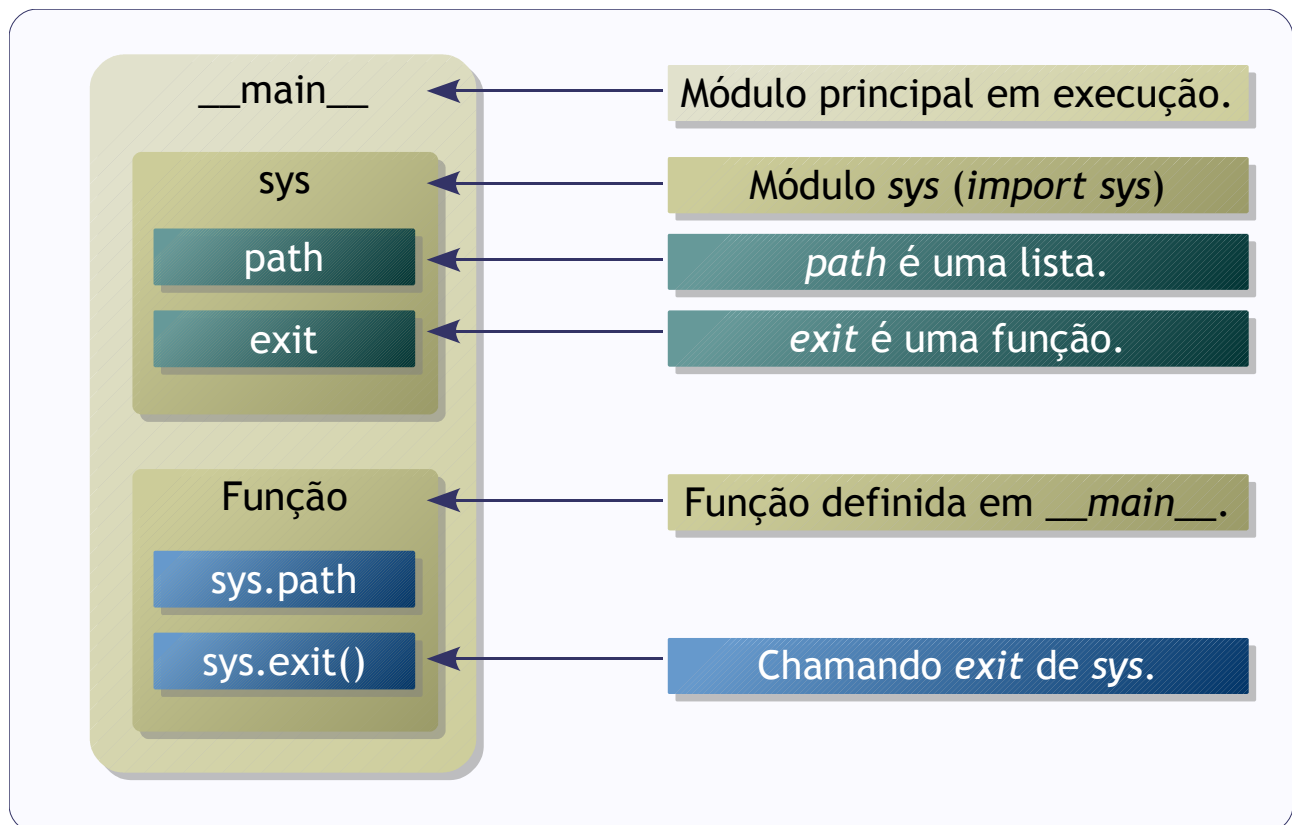 __main__
Módulo principal em execução.
sys
Módulo sys (import sys)
path
path é uma lista.
exit
exit é uma função.
Função
Função definida em __main__.
sys.path
sys.exit()
Chamando exit de sys.